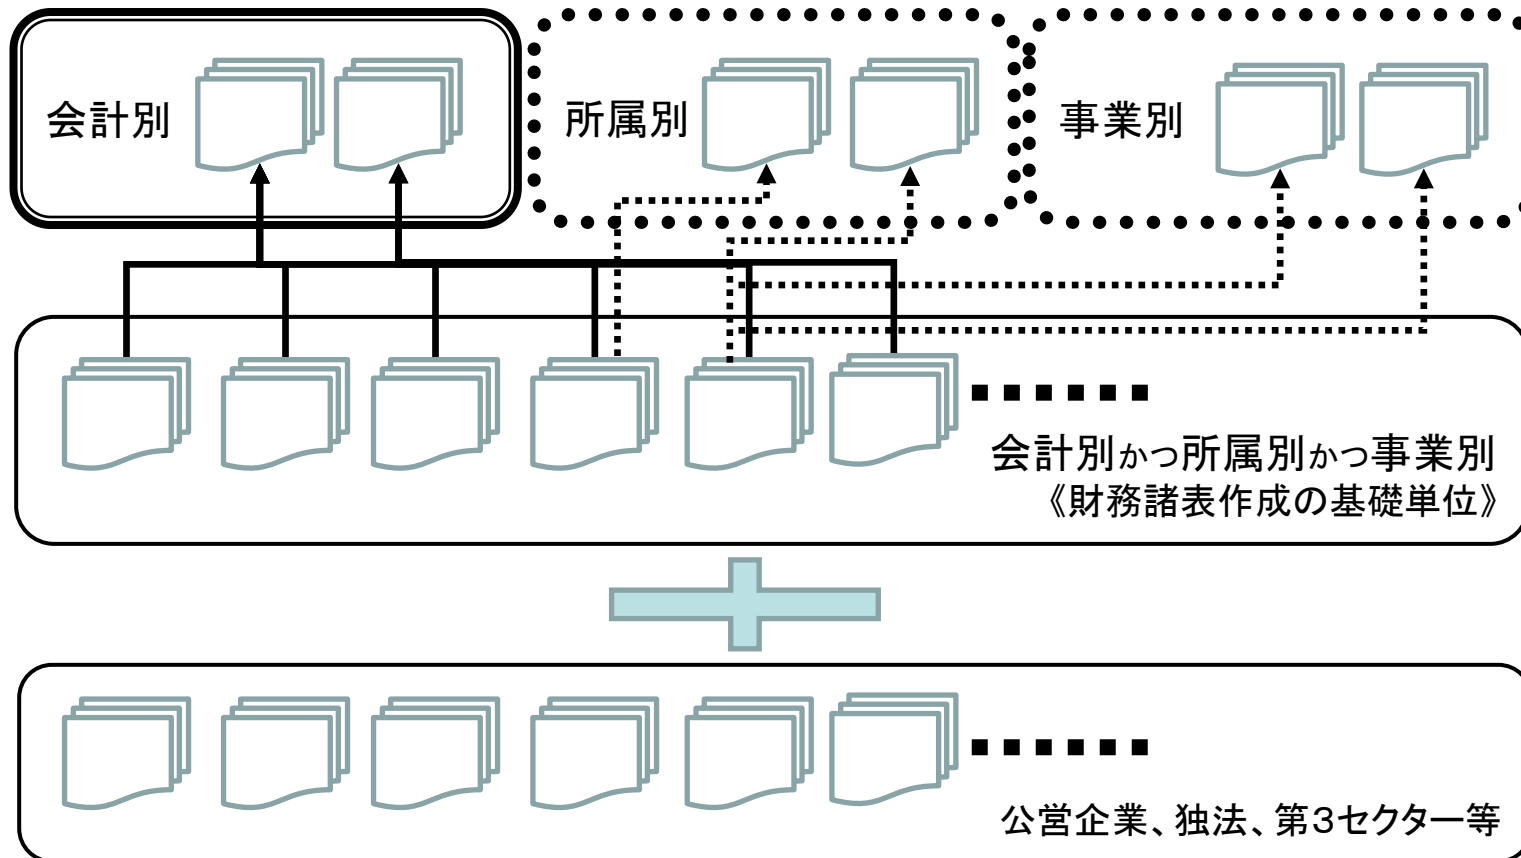 会計別
所属別
事業別
会計別かつ所属別かつ事業別
《財務諸表作成の基礎単位》
公営企業、独法、第3セクター等